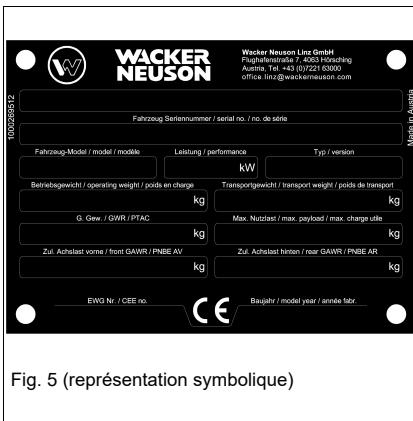 WACKER
NEUSON
Wacker Neuson Linz GmbH
Flughafenstraße 7, 4063 Hörsching
Austria, Tel. +43 (0)7221 63000
office.linz@wackerneuson.com
1000269512
Made in Austria
Fahrzeug Seriennummer / serial no. / no. de série
Fahrzeug-Model / model / modèle Leistung / performance Typ / version
kW
Betriebsgewicht / operating weight / poids en charge Transportgewicht / transport weight / poids de transport
kg kg
G. Gew. / GWR / PTAC Max. Nutzlast / max. payload / max. charge utile
kg kg
Zul. Achslast vorne / front GAWR / PNBE AV Zul. Achslast hinten / rear GAWR / PNBE AR
kg kg
EWG Nr. / CEE no. CE Baujahr / model year / année fabr.
Fig. 5 (représentation symbolique)